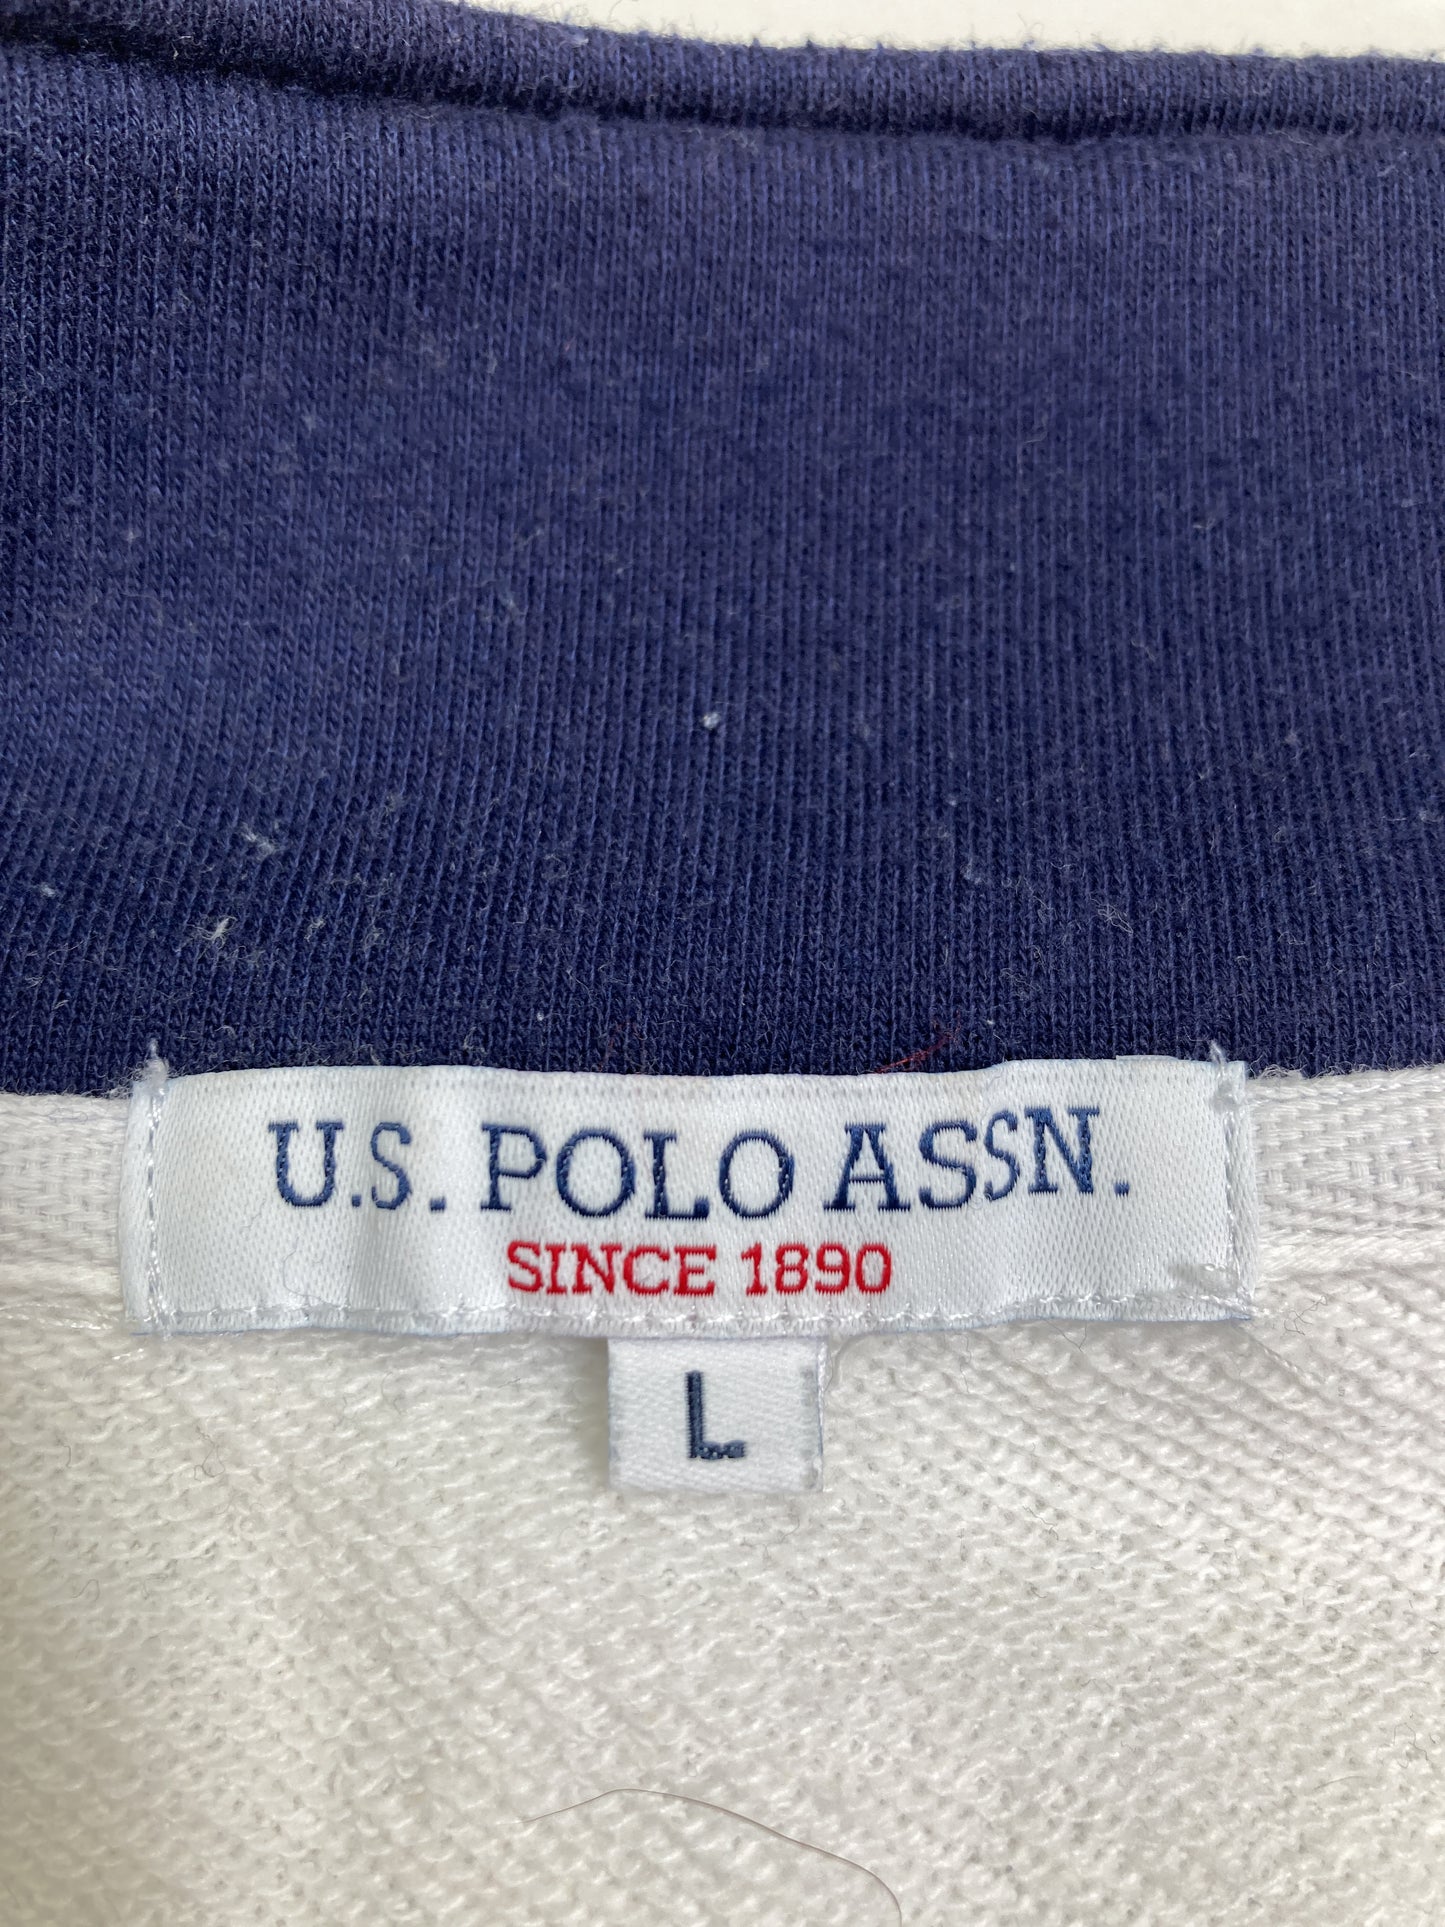 U.S. POLO ASSN.
SINCE 1890
L